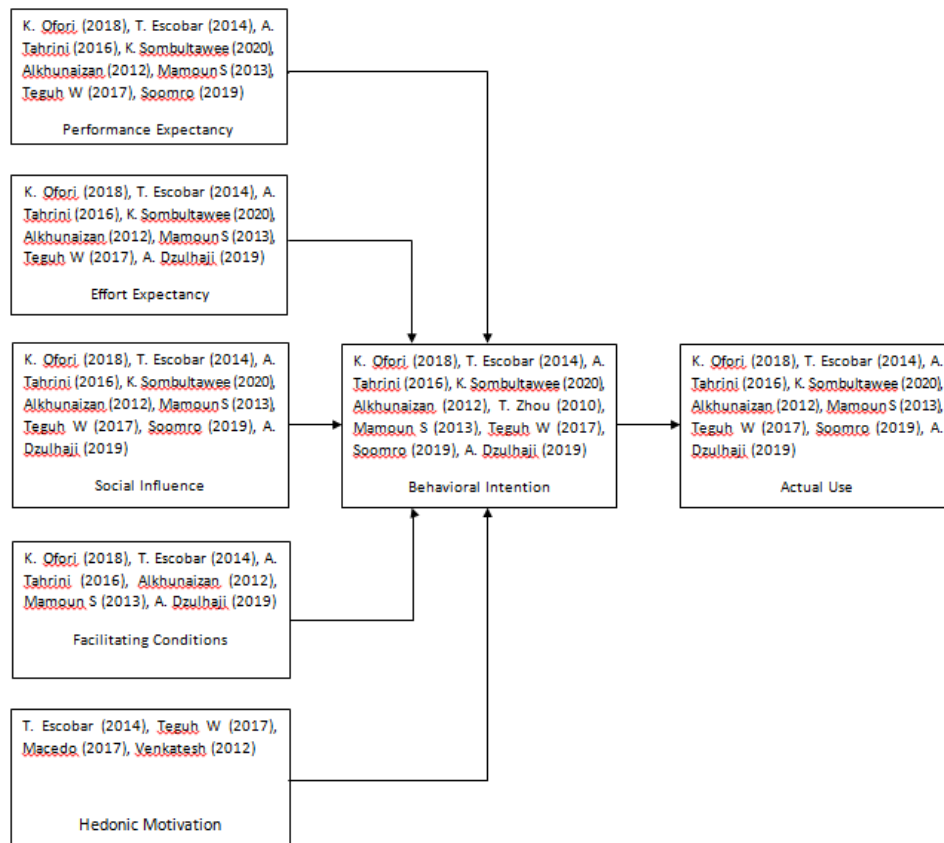 K. Ofori, (2018), T. Escobar (2014), A.
Tahrini (2016), K. Sombultawee (2020),
Alkhunaizan (2012), Mamoun S (2013),
Teguh W (2017), Soomro (2019)
Performance Expectancy
K. Ofori, (2018), T. Escobar (2014), A.
Tahrini (2016), K. Sombultawee (2020),
Alkhunaizan (2012), Mamoun S (2013),
Teguh W (2017), A. Dzulhaji (2019)
Effort Expectancy
K. Ofori, (2018), T. Escobar (2014), A.
Tahrini (2016), K. Sombultawee (2020),
Alkhunaizan (2012), Mamoun S (2013),
Teguh W (2017), Soomro (2019), A.
Dzulhaji (2019)
Social Influence
K. Ofori, (2018), T. Escobar (2014), A.
Tahrini (2016), K. Sombultawee (2020),
Alkhunaizan, (2012), T. Zhou (2010),
Mamoun S (2013), Teguh W (2017),
Soomro (2019), A. Dzulhaji (2019)
Behavioral Intention
K. Ofori, (2018), T. Escobar (2014), A.
Tahrini (2016), K. Sombultawee (2020),
Alkhunaizan (2012), Mamoun S (2013),
Teguh W (2017), Soomro (2019), A.
Dzulhaji (2019)
Actual Use
K. Ofori, (2018), T. Escobar (2014), A.
Tahrini (2016), Alkhunaizan (2012),
Mamoun S (2013), A. Dzulhaji (2019)
Facilitating Conditions
T. Escobar (2014), Teguh W (2017),
Macedo (2017), Venkatesh (2012)
Hedonic Motivation